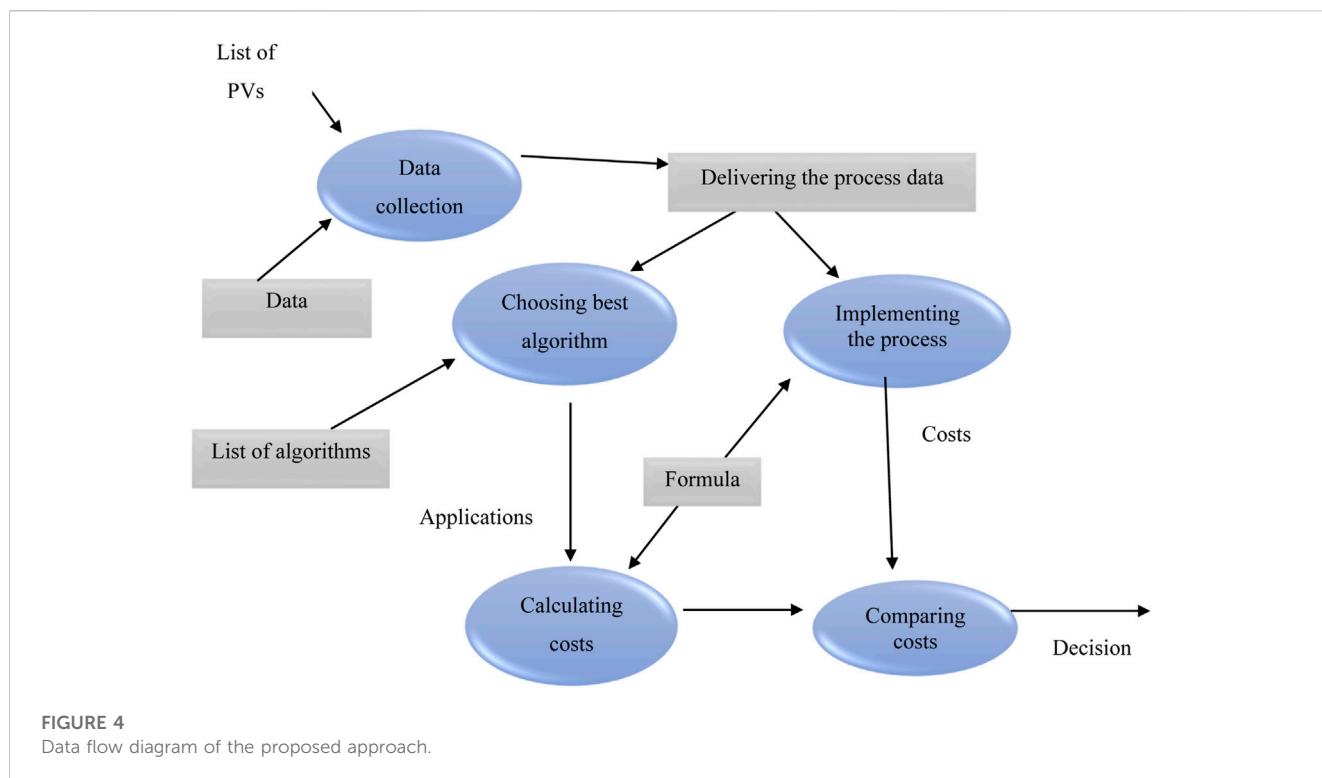 List of
PVs
Data
collection
Delivering the process data
Data
Choosing best
algorithm
Implementing
the process
List of algorithms
Formula
Costs
Applications
Calculating
costs
Comparing
costs
Decision
FIGURE 4
Data flow diagram of the proposed approach.